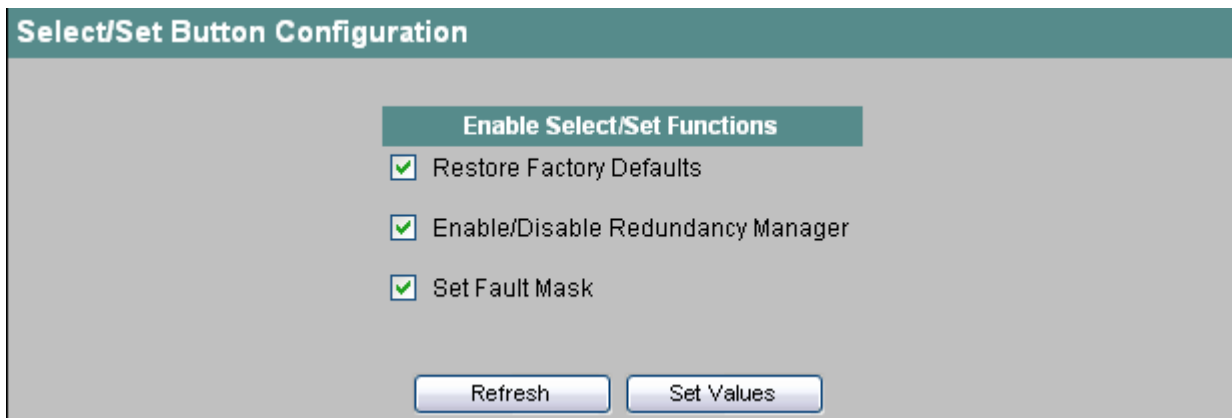 Select/Set Button Configuration
Enable Select/Set Functions
Restore Factory Defaults
Enable/Disable Redundancy Manager
Set Fault Mask
Refresh Set Values